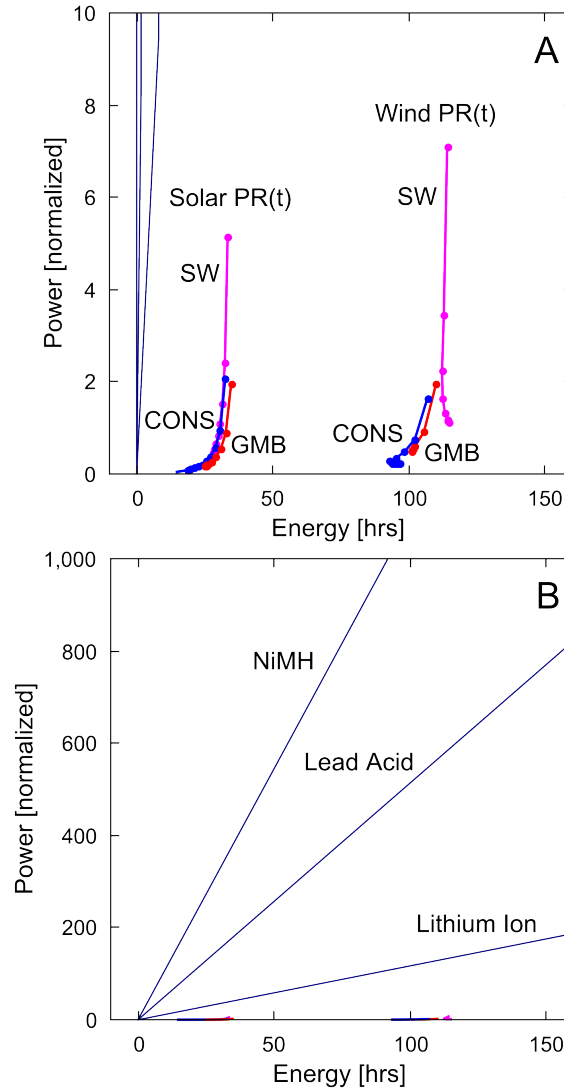 10
A
Wind PR(t)
8
SW
Solar PR(t)
6
SW
4
2
CONS
CONS
GMB
GMB
0
0
50
100
150
Power [normalized]
Energy [hrs]
1,000
B
NiMH
800
Lead Acid
600
400
Lithium Ion
200
0
0
50
100
150
Power [normalized]
Energy [hrs]